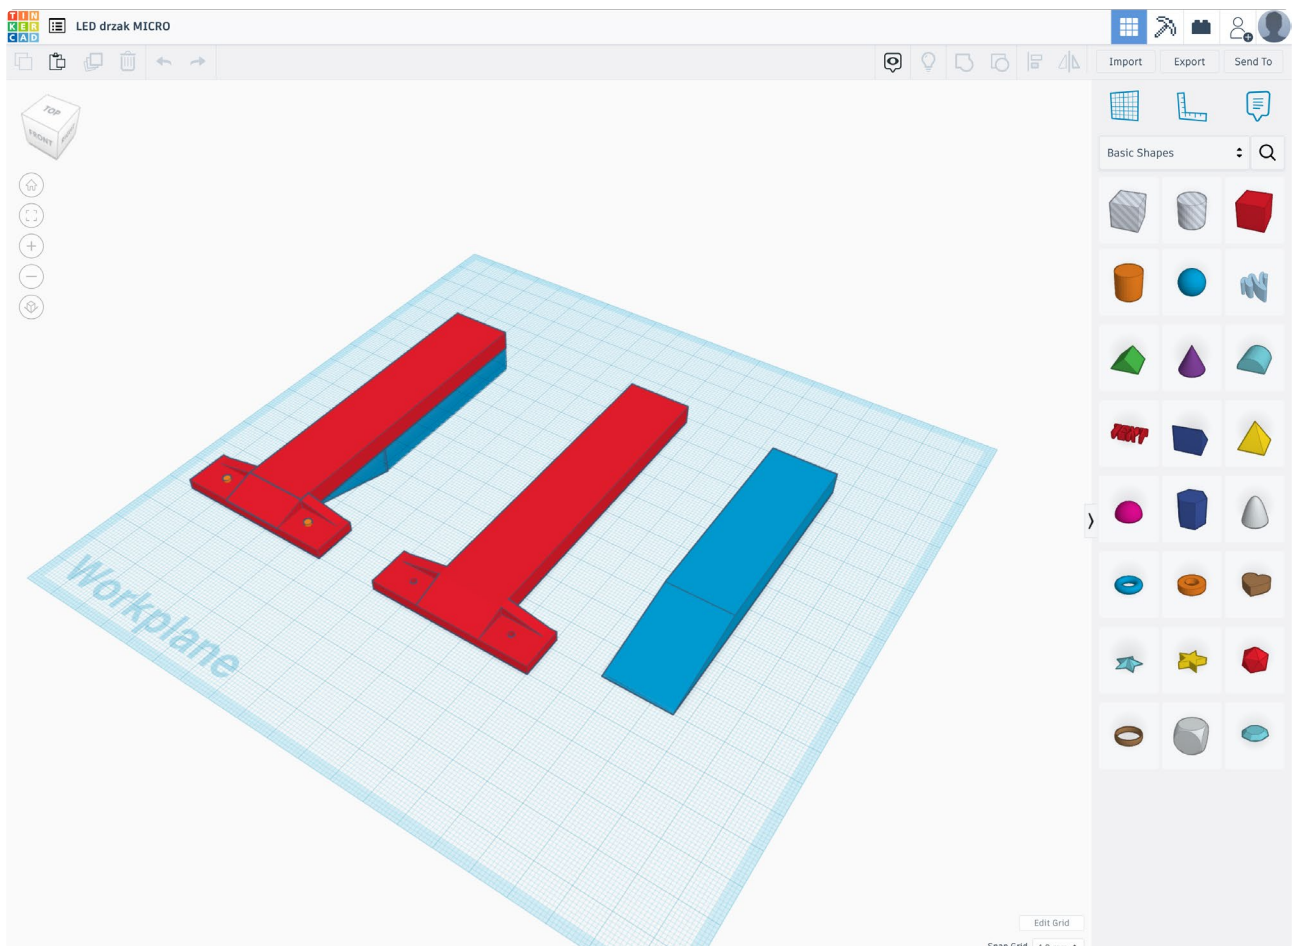 TIN
KER
CAD
LED drzak MICRO
Import
Export
Send To
TOP
FRONT
Basic Shapes
Workplane
Edit Grid
Snap Grid